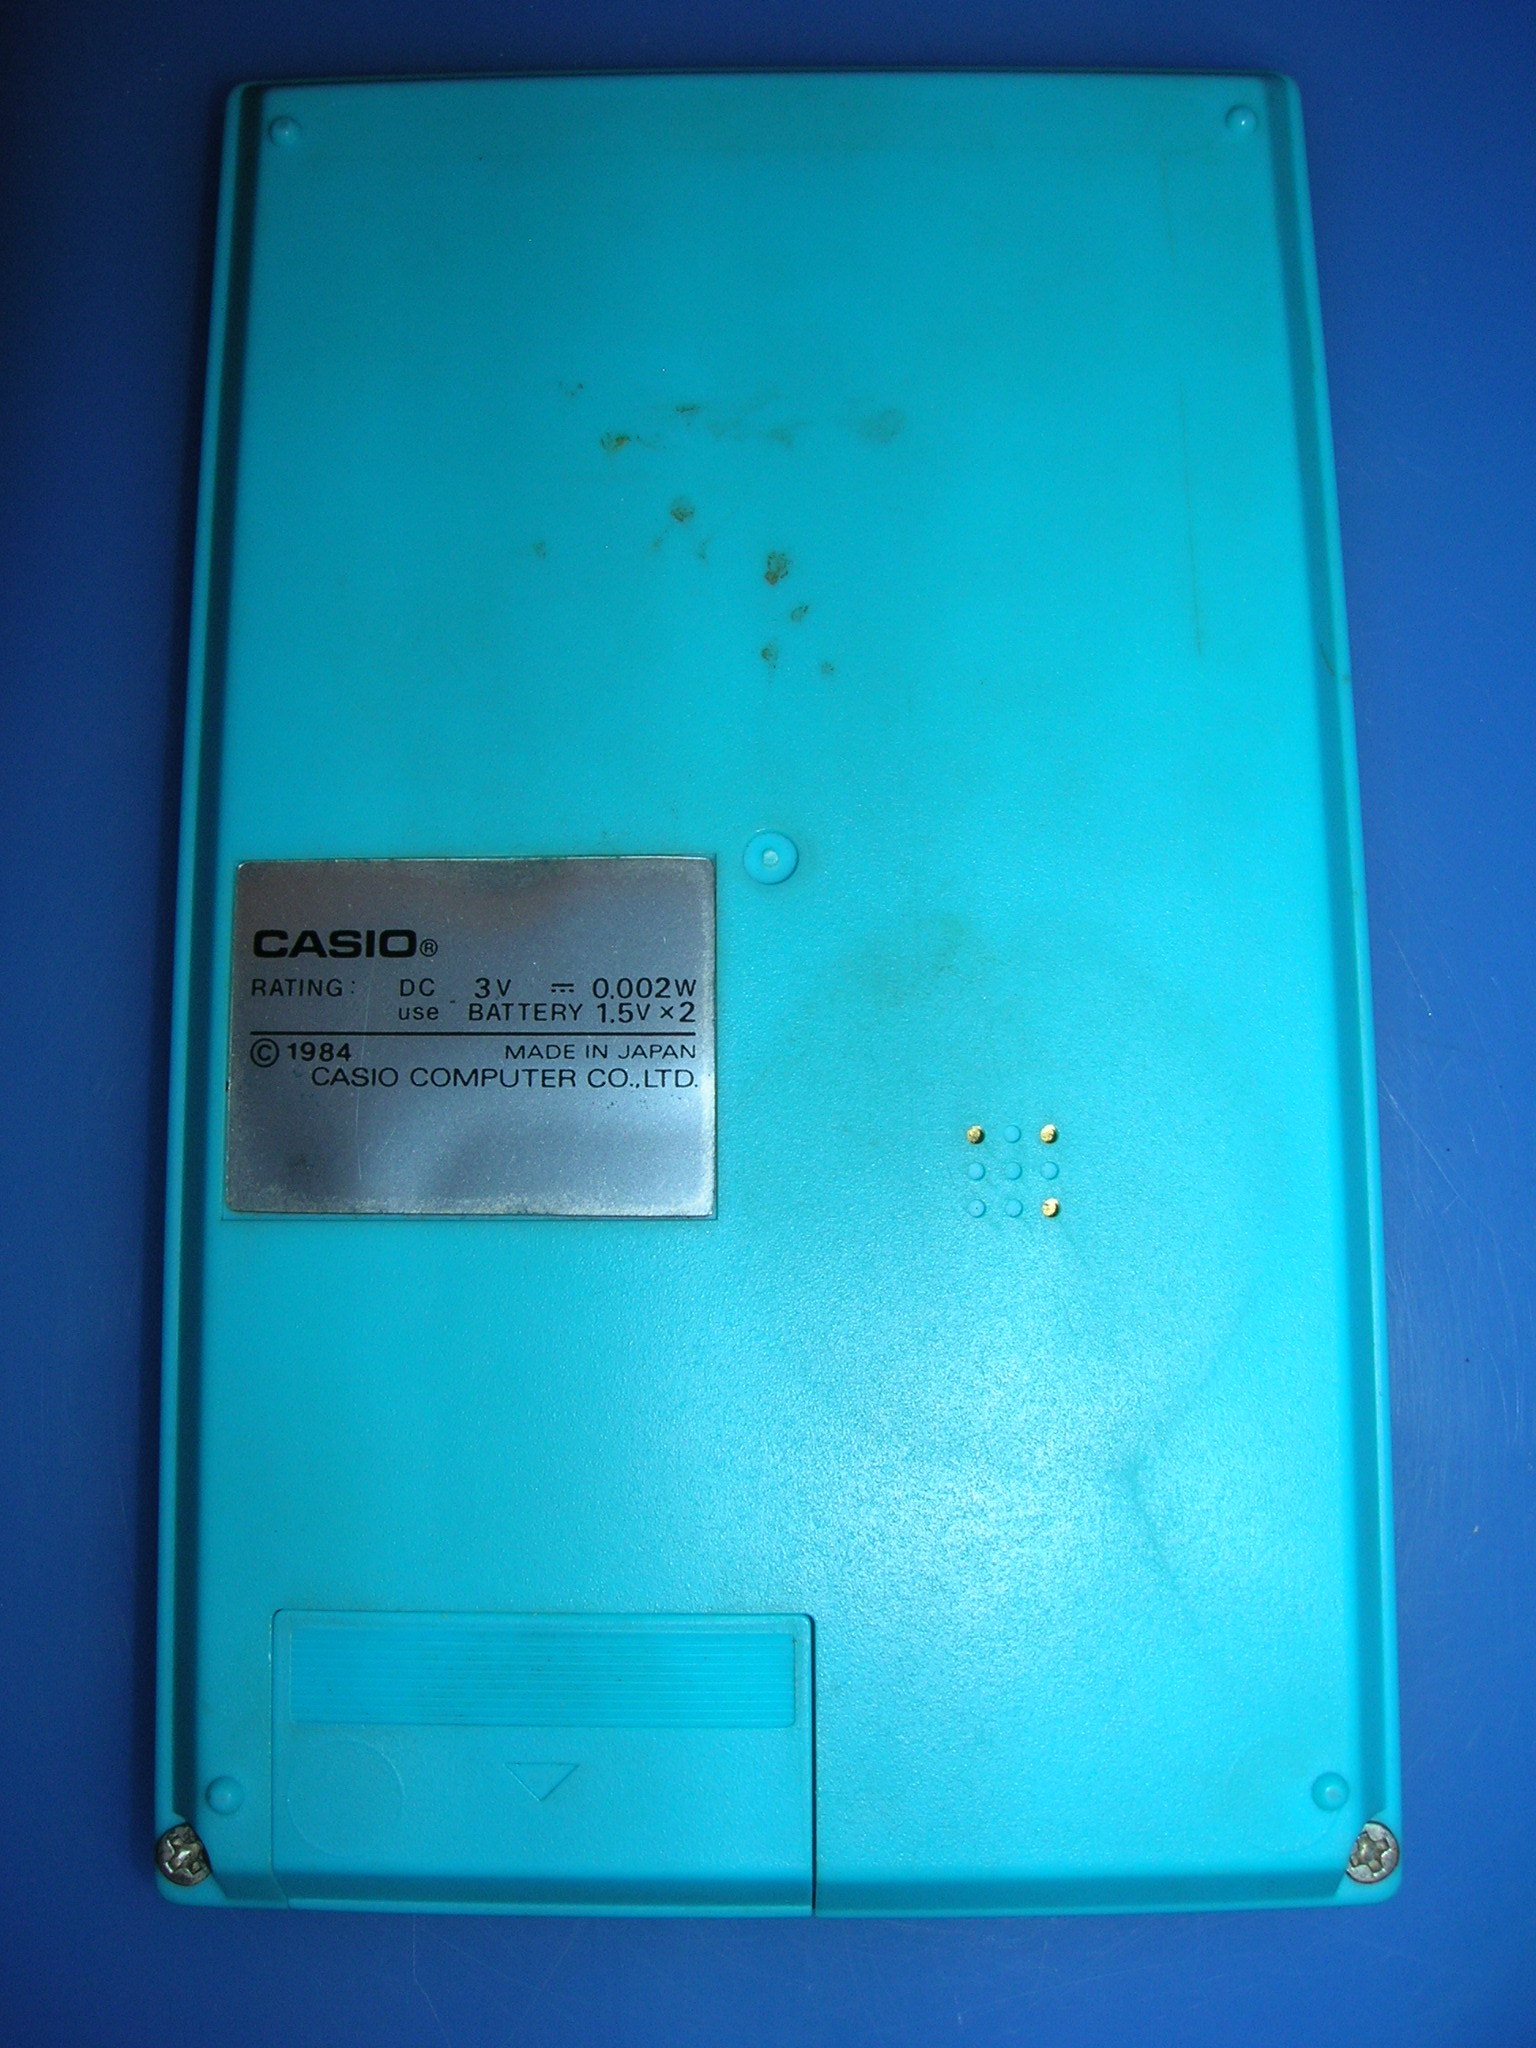 CASIO®
RATING: DC 3V ⎓ 0.002W
use BATTERY 1.5V×2
© 1984 MADE IN JAPAN
CASIO COMPUTER CO.,LTD.